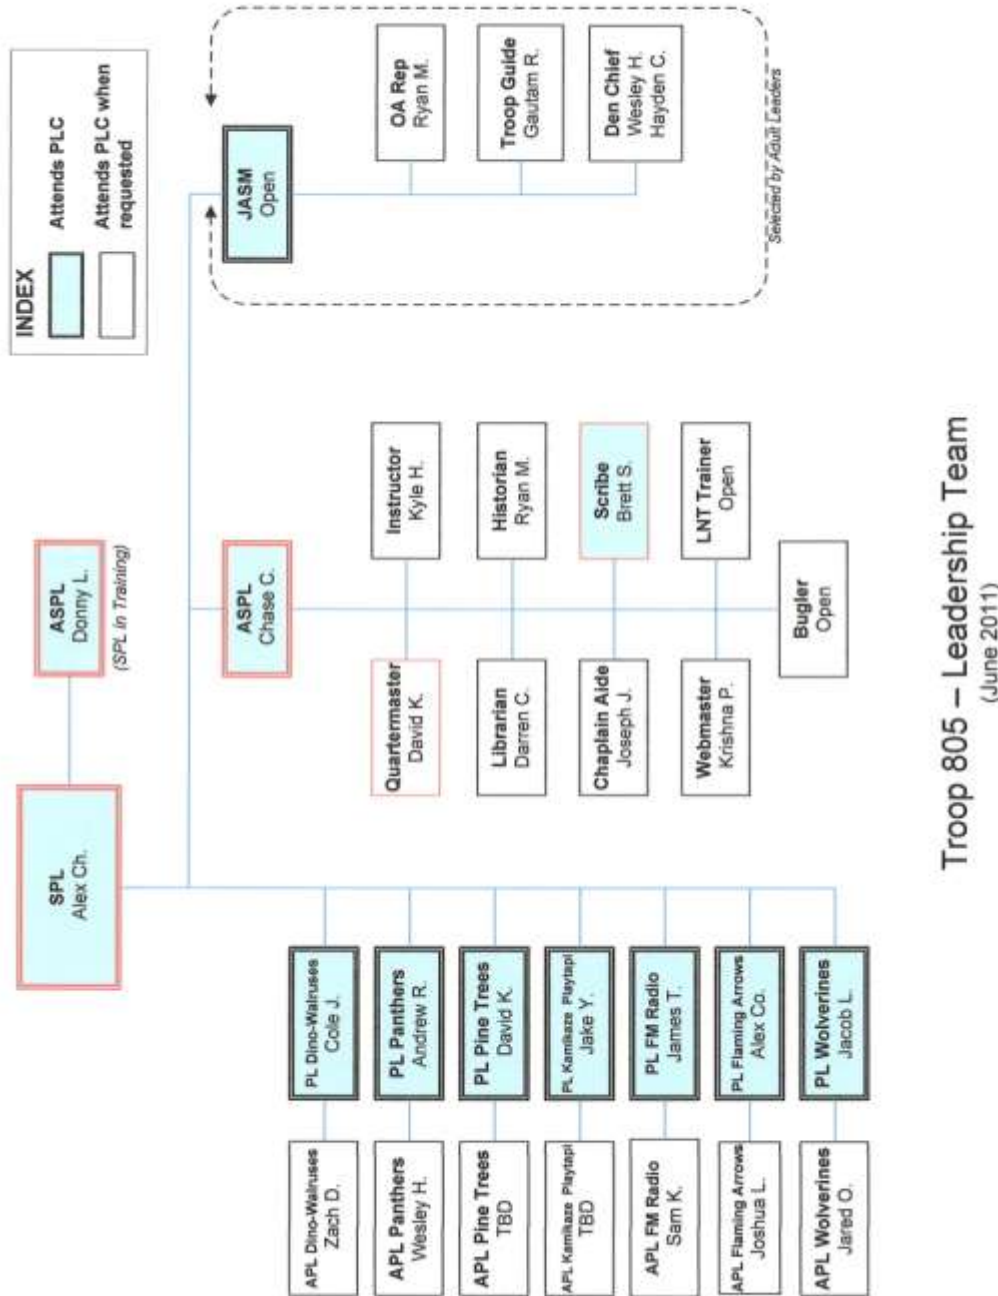 INDEX
Attends PLC
Attends PLC when
requested
SPL
Alex Ch.
ASPL
Donny L.
(SPL in Training)
ASPL
Chase C.
JASM
Open
PL Dino-Walruses
Cole J.
APL Dino-Walruses
Zach D.
PL Panthers
Andrew R.
APL Panthers
Wesley H.
PL Pine Trees
David K.
APL Pine Trees
TBD
PL Kamikaze Playtapi
Jake Y.
APL Kamikaze Playtapi
TBD
PL FM Radio
James T.
APL FM Radio
Sam K.
PL Flaming Arrows
Alex Co.
APL Flaming Arrows
Joshua L.
PL Wolverines
Jacob L.
APL Wolverines
Jared O.
Quartermaster
David K.
Instructor
Kyle H.
Librarian
Darren C.
Historian
Ryan M.
Chaplain Aide
Joseph J.
Scribe
Brett S.
Webmaster
Krishna P.
LNT Trainer
Open
Bugler
Open
OA Rep
Ryan M.
Troop Guide
Gautam R.
Den Chief
Wesley H.
Hayden C.
Selected by Adult Leaders
Troop 805 – Leadership Team
(June 2011)